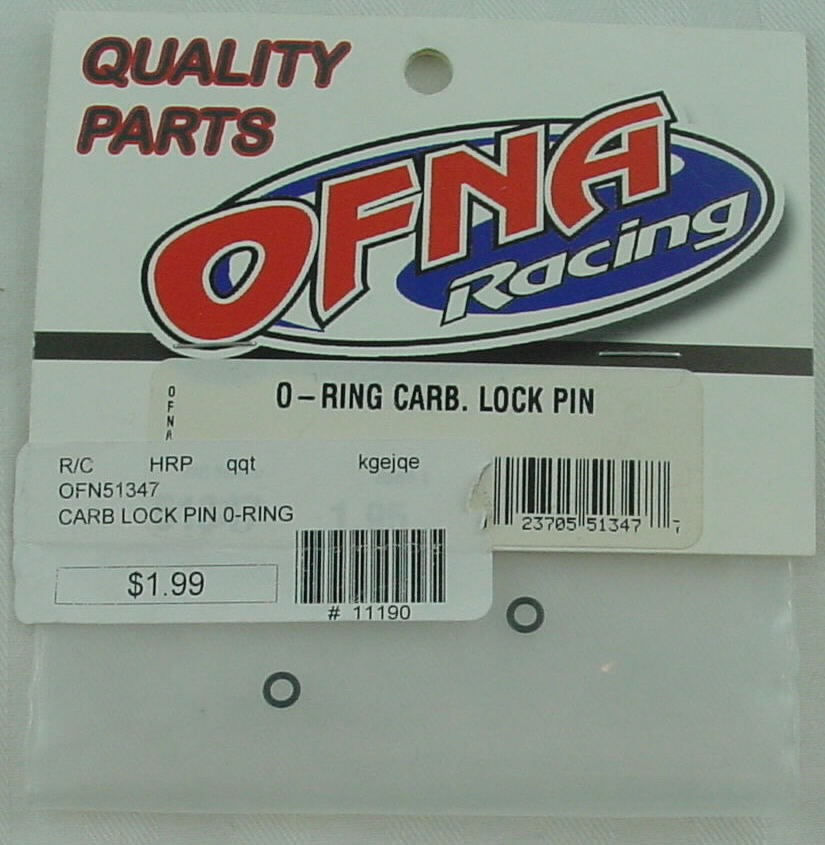 QUALITY
PARTS
OFNA
Racing
OFNA
O-RING CARB. LOCK PIN
R/C HRP qqt kgejqe
OFN51347
CARB LOCK PIN 0-RING
$1.99
# 11190
23705 51347 7